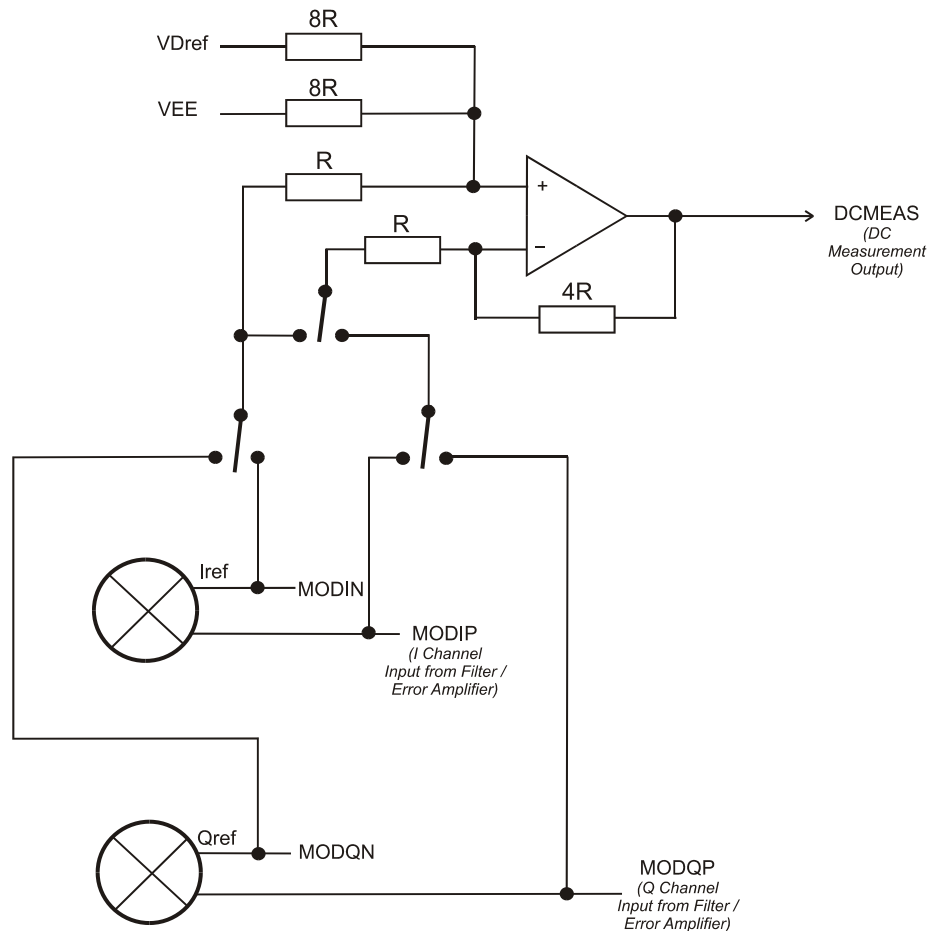 8R
VDref
8R
VEE
R
+
R
−
DCMEAS
(DC
Measurement
Output)
4R
Iref
MODIN
MODIP
(I Channel
Input from Filter /
Error Amplifier)
Qref
MODQN
MODQP
(Q Channel
Input from Filter /
Error Amplifier)